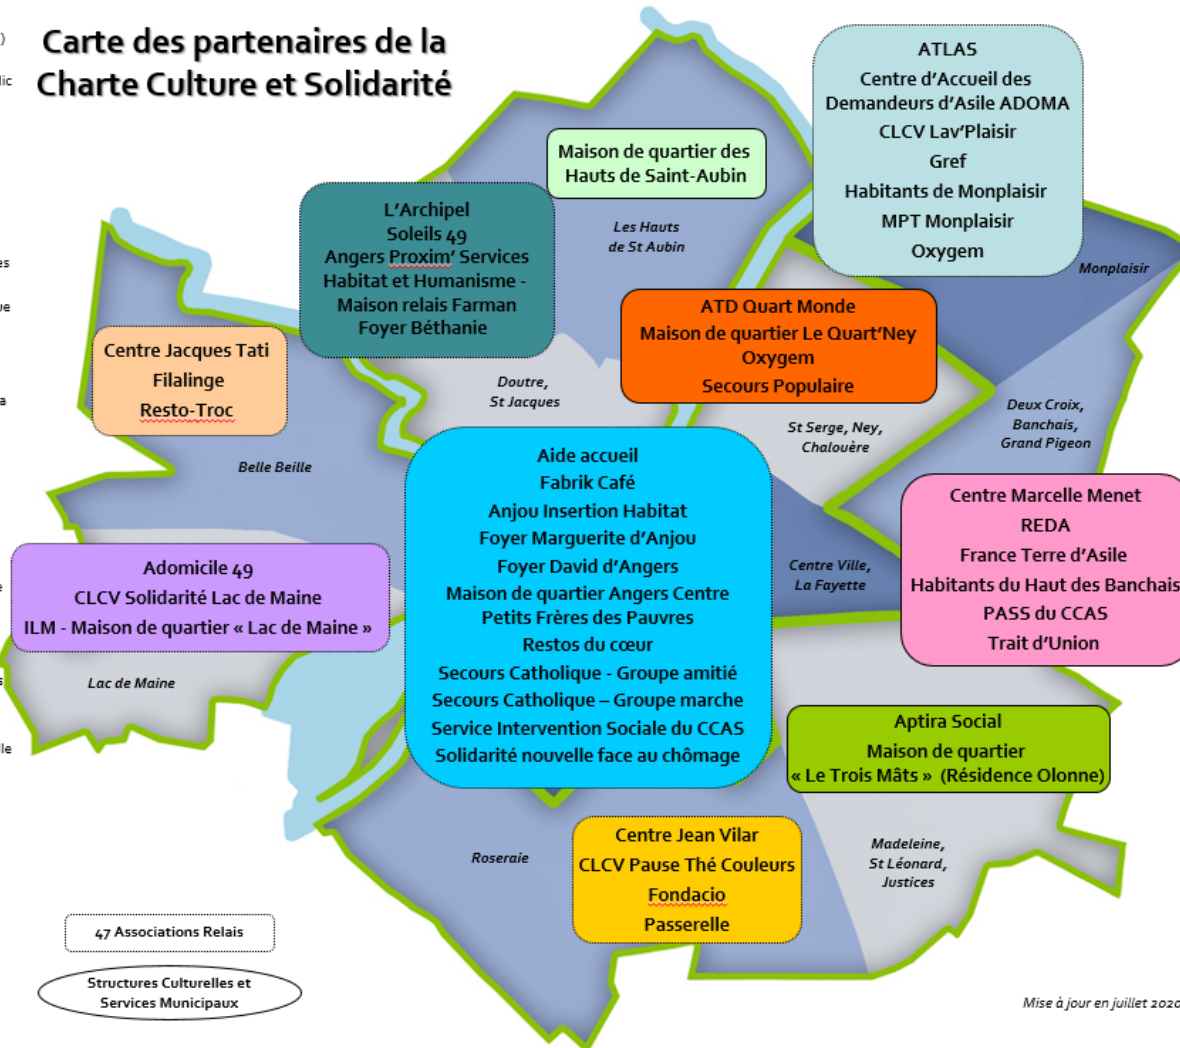 Carte des partenaires de la
Charte Culture et Solidarité
)
lic
es
ue
a
e
s
lle
ATLAS
Centre d'Accueil des
Demandeurs d'Asile ADOMA
CLCV Lav'Plaisir
Gref
Habitants de Monplaisir
MPT Monplaisir
Oxygem
Maison de quartier des
Hauts de Saint-Aubin
Les Hauts
de St Aubin
L'Archipel
Soleils 49
Angers Proxim' Services
Habitat et Humanisme -
Maison relais Farman
Foyer Béthanie
Monplaisir
ATD Quart Monde
Maison de quartier Le Quart'Ney
Oxygem
Secours Populaire
Centre Jacques Tati
Filalinge
Resto-Troc
Doutre,
St Jacques
Deux Croix,
Banchais,
Grand Pigeon
St Serge, Ney,
Chalouère
Belle Beille
Aide accueil
Fabrik Café
Anjou Insertion Habitat
Foyer Marguerite d'Anjou
Foyer David d'Angers
Maison de quartier Angers Centre
Petits Frères des Pauvres
Restos du cœur
Secours Catholique - Groupe amitié
Secours Catholique – Groupe marche
Service Intervention Sociale du CCAS
Solidarité nouvelle face au chômage
Centre Marcelle Menet
REDA
France Terre d'Asile
Habitants du Haut des Banchais
PASS du CCAS
Trait d'Union
Centre Ville,
La Fayette
Adomicile 49
CLCV Solidarité Lac de Maine
ILM - Maison de quartier « Lac de Maine »
Lac de Maine
Aptira Social
Maison de quartier
« Le Trois Mâts » (Résidence Olonne)
Centre Jean Vilar
CLCV Pause Thé Couleurs
Fondacio
Passerelle
Roseraie
Madeleine,
St Léonard,
Justices
47 Associations Relais
Structures Culturelles et
Services Municipaux
Mise à jour en juillet 2020